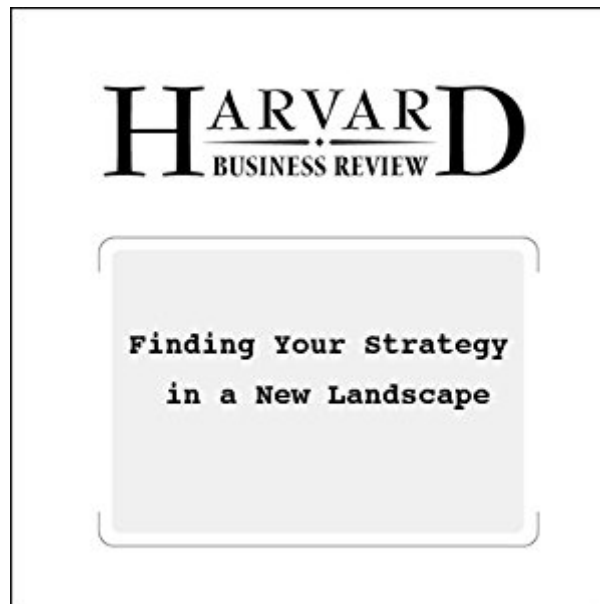 HARVARD
BUSINESS REVIEW
Finding Your Strategy
in a New Landscape